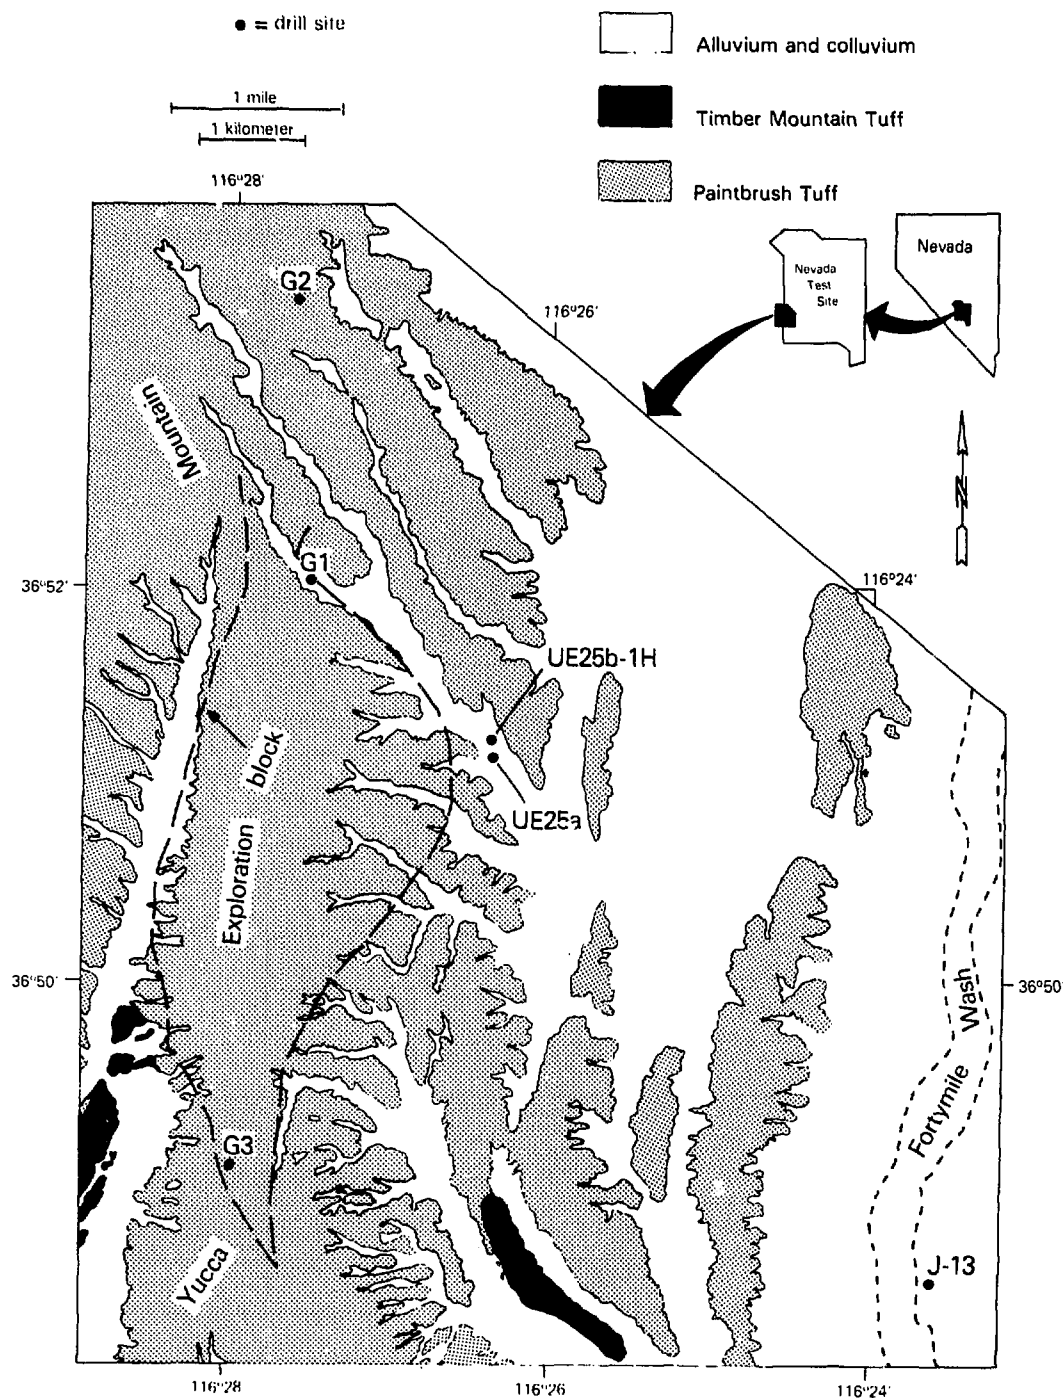 ● = drill site
1 mile
1 kilometer
Alluvium and colluvium
Timber Mountain Tuff
Paintbrush Tuff
116°28'
Nevada
Test
Site
Nevada
116°26'
G2
Mountain
N
G1
36°52'
116°24'
UE25b-1H
block
UE25a
Exploration
36°50'
36°50'
Wash
Fortymile
G3
Yucca
J-13
116°28
116°26
116°24'